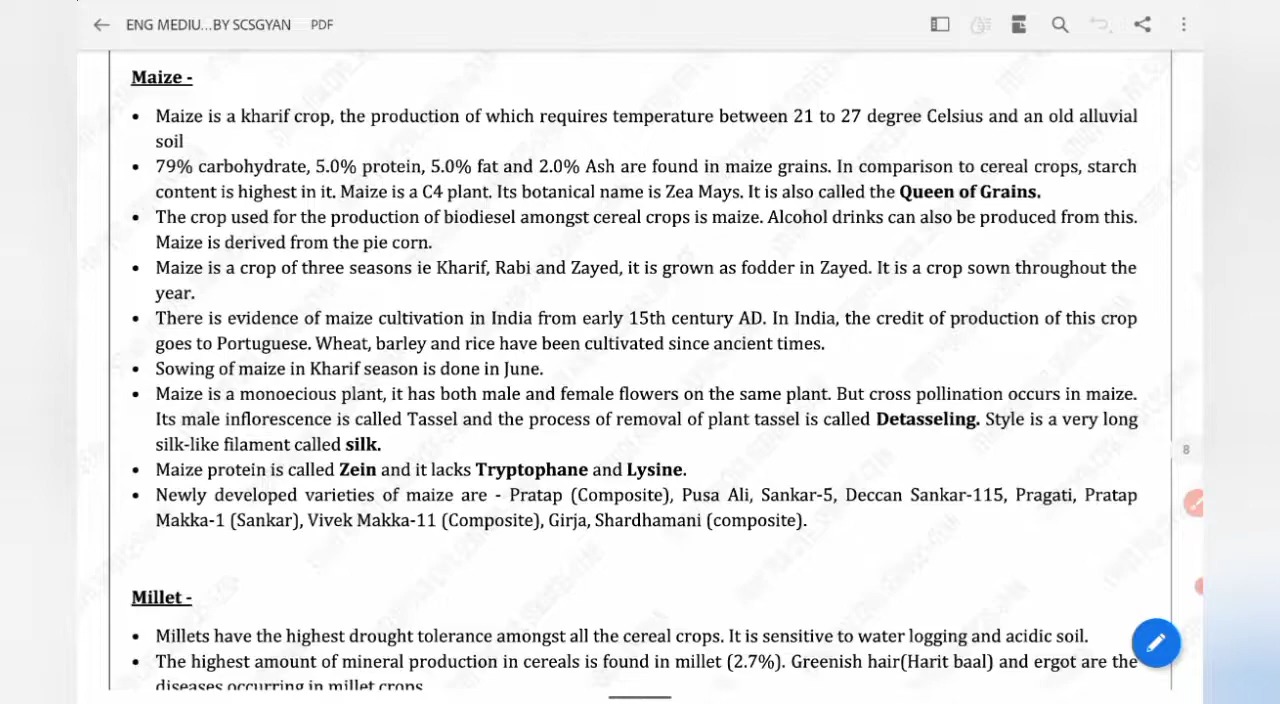 ENG MEDIU...BY SCSGYAN PDF
Maize -
• Maize is a kharif crop, the production of which requires temperature between 21 to 27 degree Celsius and an old alluvial
soil
• 79% carbohydrate, 5.0% protein, 5.0% fat and 2.0% Ash are found in maize grains. In comparison to cereal crops, starch
content is highest in it. Maize is a C4 plant. Its botanical name is Zea Mays. It is also called the Queen of Grains.
• The crop used for the production of biodiesel amongst cereal crops is maize. Alcohol drinks can also be produced from this.
Maize is derived from the pie corn.
• Maize is a crop of three seasons ie Kharif, Rabi and Zayed, it is grown as fodder in Zayed. It is a crop sown throughout the
year.
• There is evidence of maize cultivation in India from early 15th century AD. In India, the credit of production of this crop
goes to Portuguese. Wheat, barley and rice have been cultivated since ancient times.
• Sowing of maize in Kharif season is done in June.
• Maize is a monoecious plant, it has both male and female flowers on the same plant. But cross pollination occurs in maize.
Its male inflorescence is called Tassel and the process of removal of plant tassel is called Detasseling. Style is a very long
silk-like filament called silk.
• Maize protein is called Zein and it lacks Tryptophane and Lysine.
8
• Newly developed varieties of maize are - Pratap (Composite), Pusa Ali, Sankar-5, Deccan Sankar-115, Pragati, Pratap
Makka-1 (Sankar), Vivek Makka-11 (Composite), Girja, Shardhamani (composite).
Millet -
• Millets have the highest drought tolerance amongst all the cereal crops. It is sensitive to water logging and acidic soil.
• The highest amount of mineral production in cereals is found in millet (2.7%). Greenish hair(Harit baal) and ergot are the
diseases occurring in millet crops